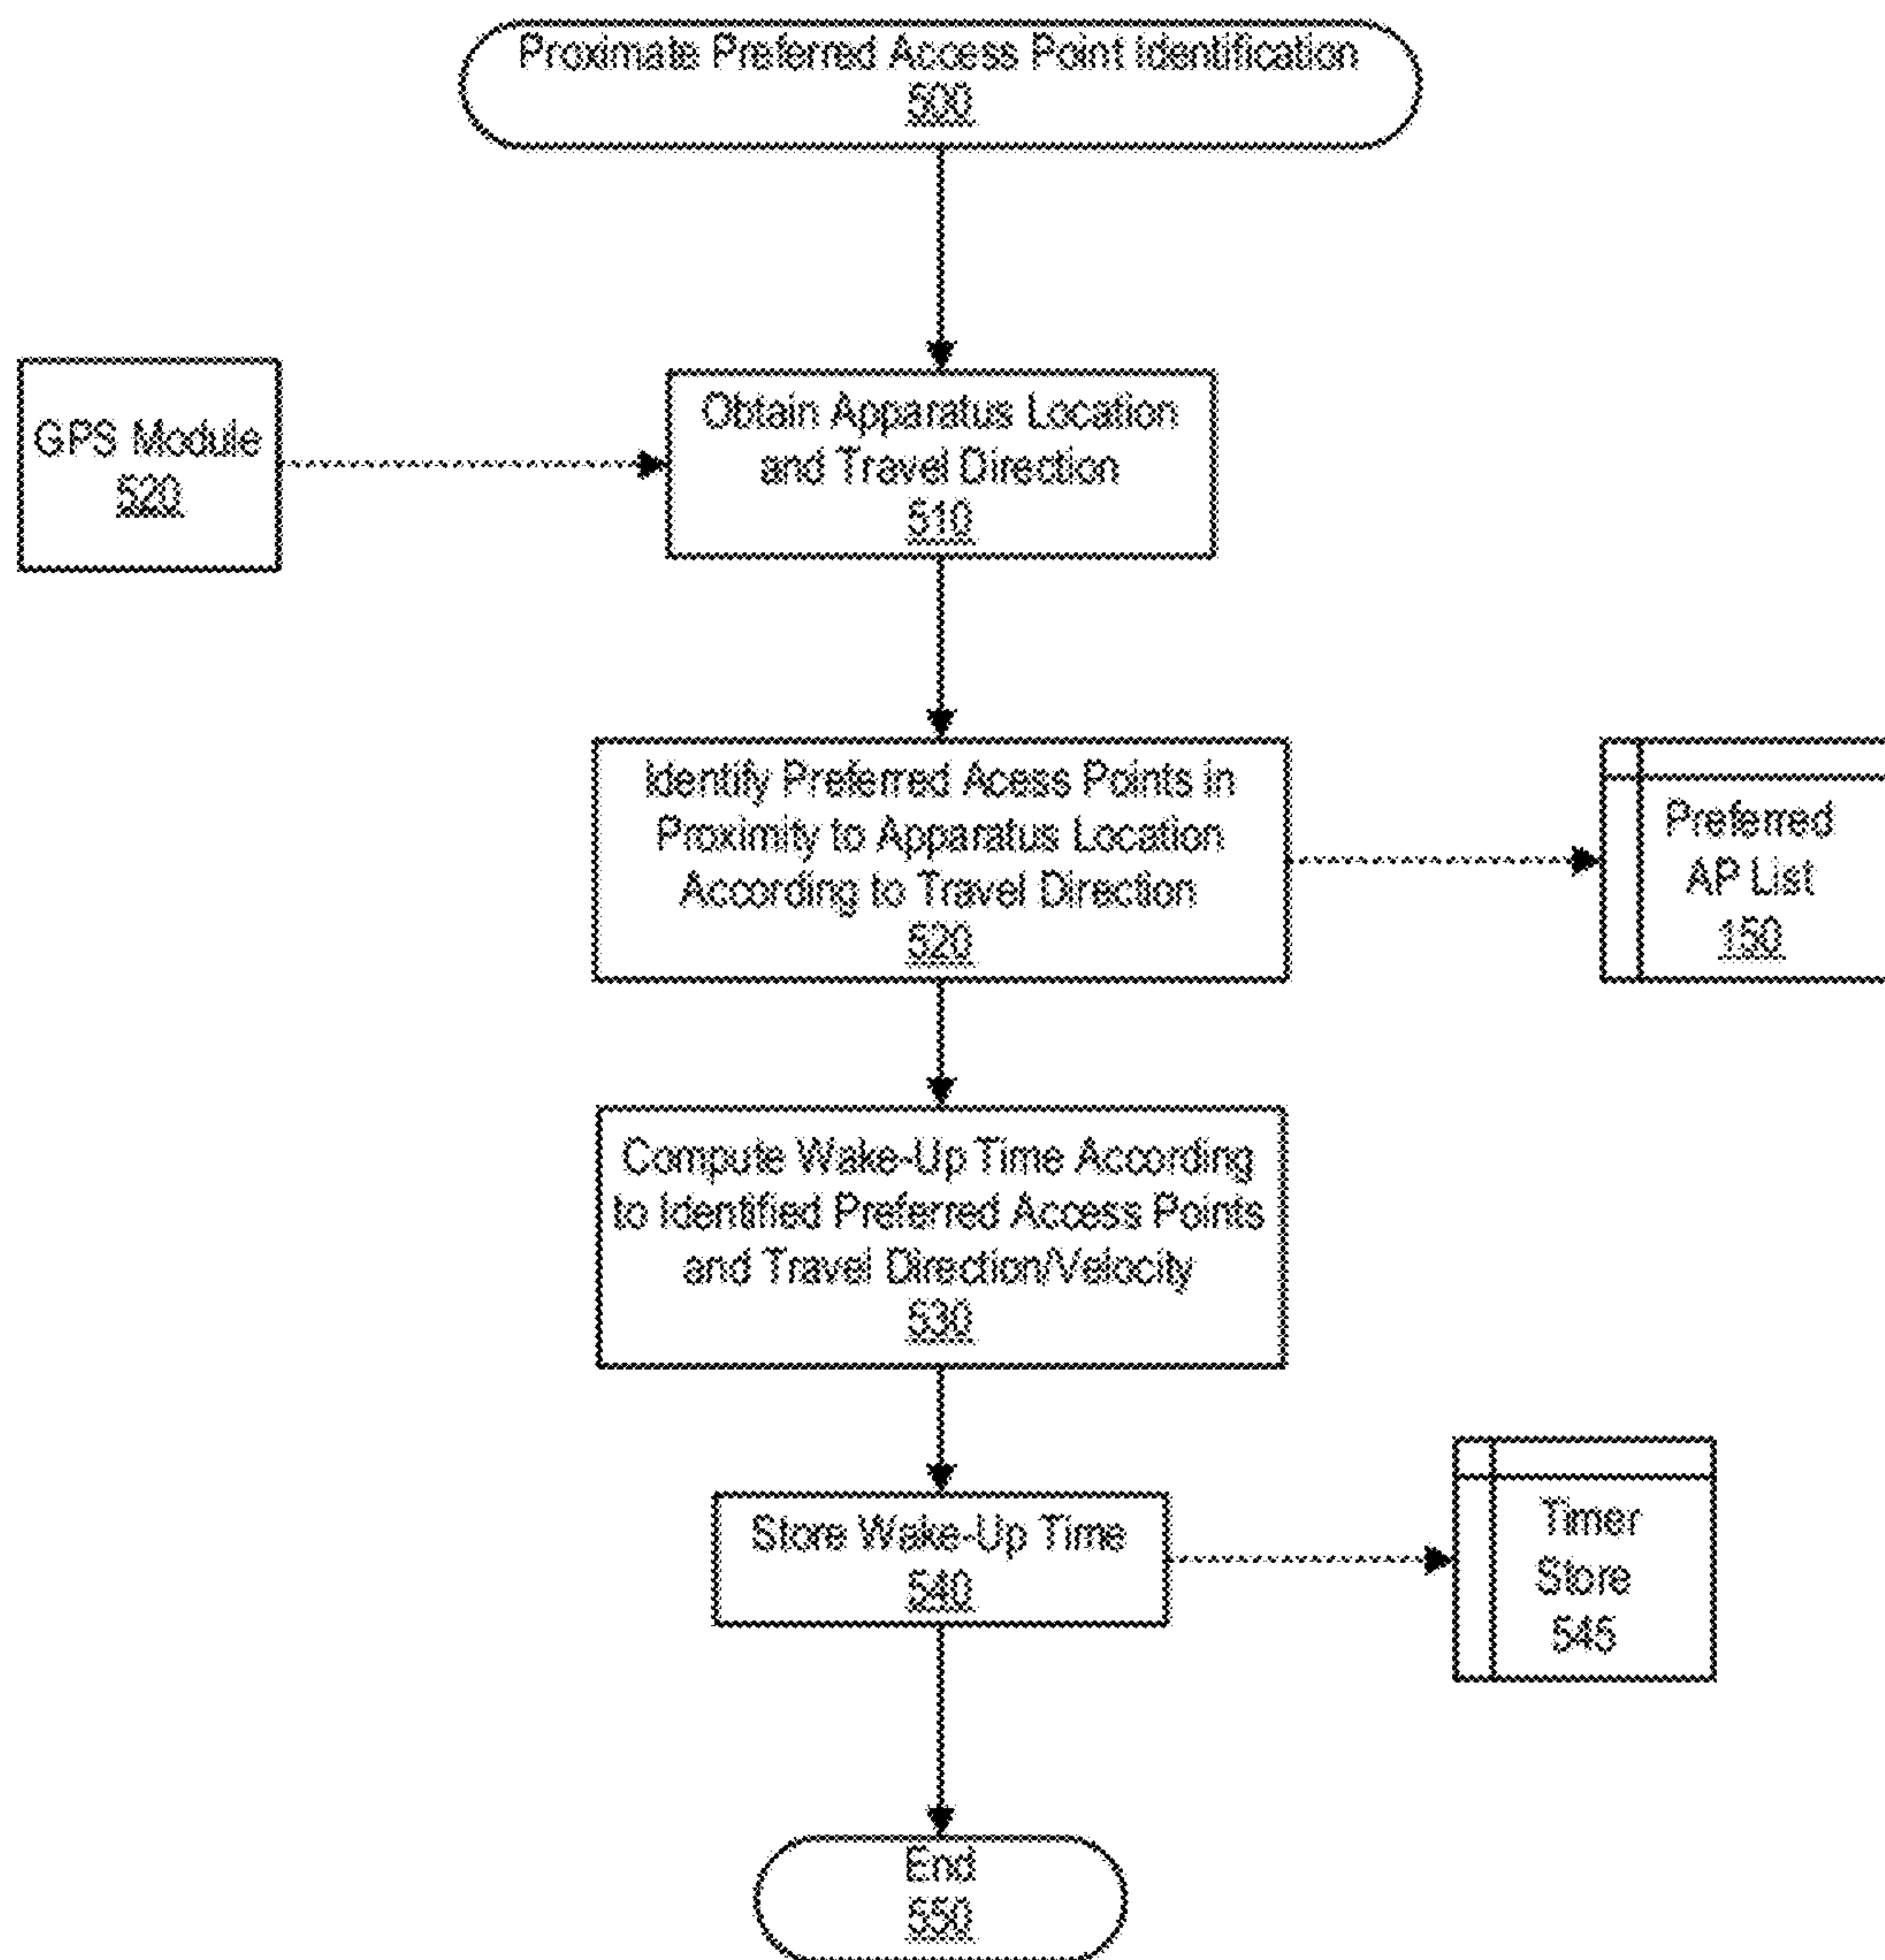 Proximate Preferred Access Point Identification
500
GPS Module
520
Obtain Apparatus Location
and Travel Direction
510
Identify Preferred Acess Points in
Proximity to Apparatus Location
According to Travel Direction
520
Preferred
AP List
150
Compute Wake-Up Time According
to Identified Preferred Access Points
and Travel Direction/Velocity
530
Store Wake-Up Time
540
Timer
Store
545
End
550